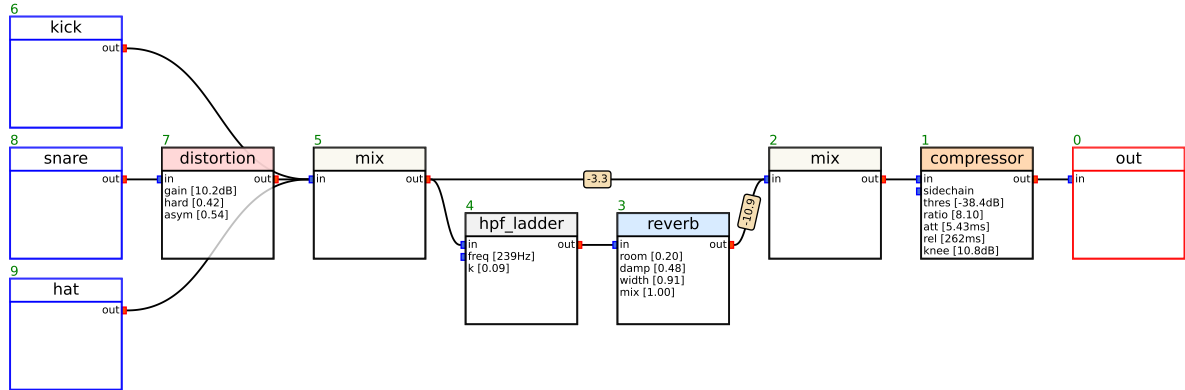 6
kick
out
8
snare
out
9
hat
out
7
distortion
in out
gain [10.2dB]
hard [0.42]
asym [0.54]
5
mix
in out
-3.3
4
hpf_ladder
in out
freq [239Hz]
k [0.09]
3
reverb
in out
room [0.20]
damp [0.48]
width [0.91]
mix [1.00]
-10.9
2
mix
in out
1
compressor
in out
sidechain
thres [-38.4dB]
ratio [8.10]
att [5.43ms]
rel [262ms]
knee [10.8dB]
0
out
in